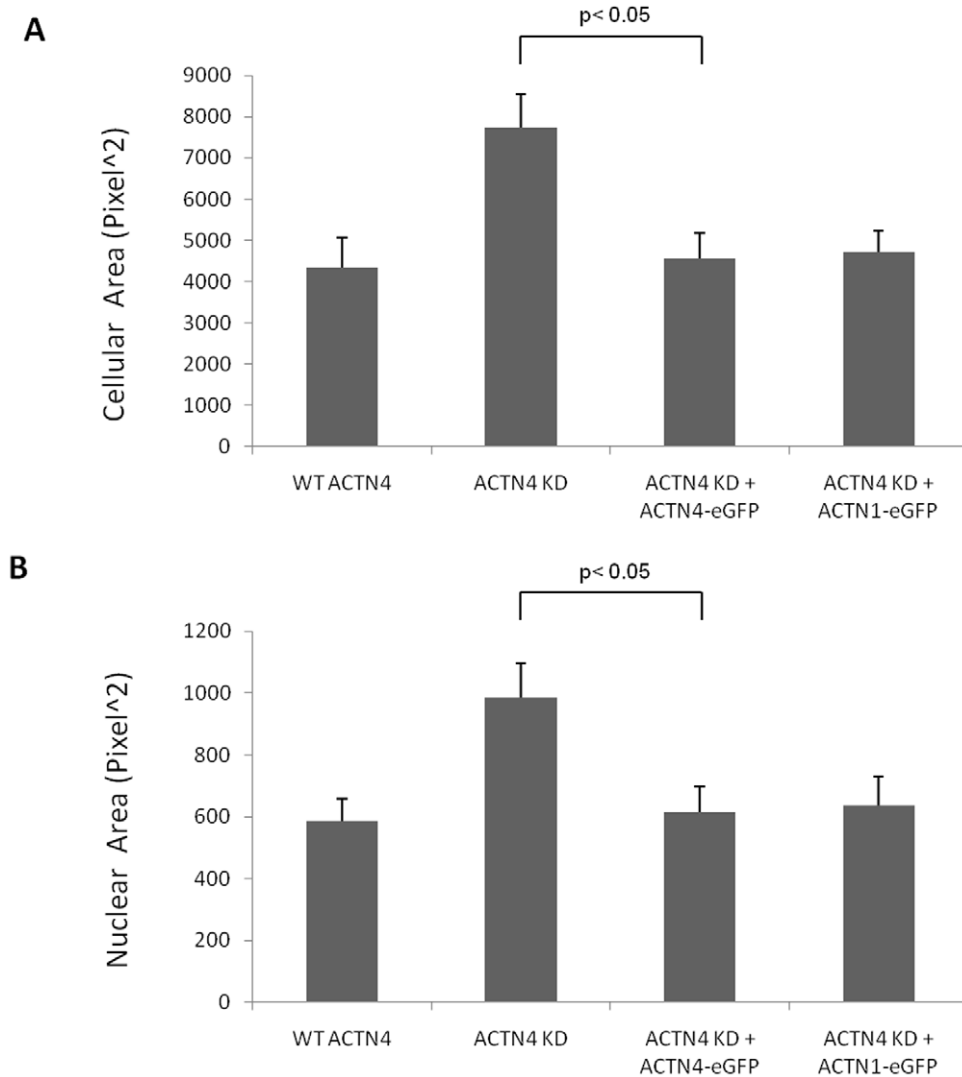 A
p< 0.05
Cellular Area (Pixel^2)
9000
8000
7000
6000
5000
4000
3000
2000
1000
0
WT ACTN4
ACTN4 KD
ACTN4 KD +
ACTN4-eGFP
ACTN4 KD +
ACTN1-eGFP
B
p< 0.05
Nuclear Area (Pixel^2)
1200
1000
800
600
400
200
0
WT ACTN4
ACTN4 KD
ACTN4 KD +
ACTN4-eGFP
ACTN4 KD +
ACTN1-eGFP